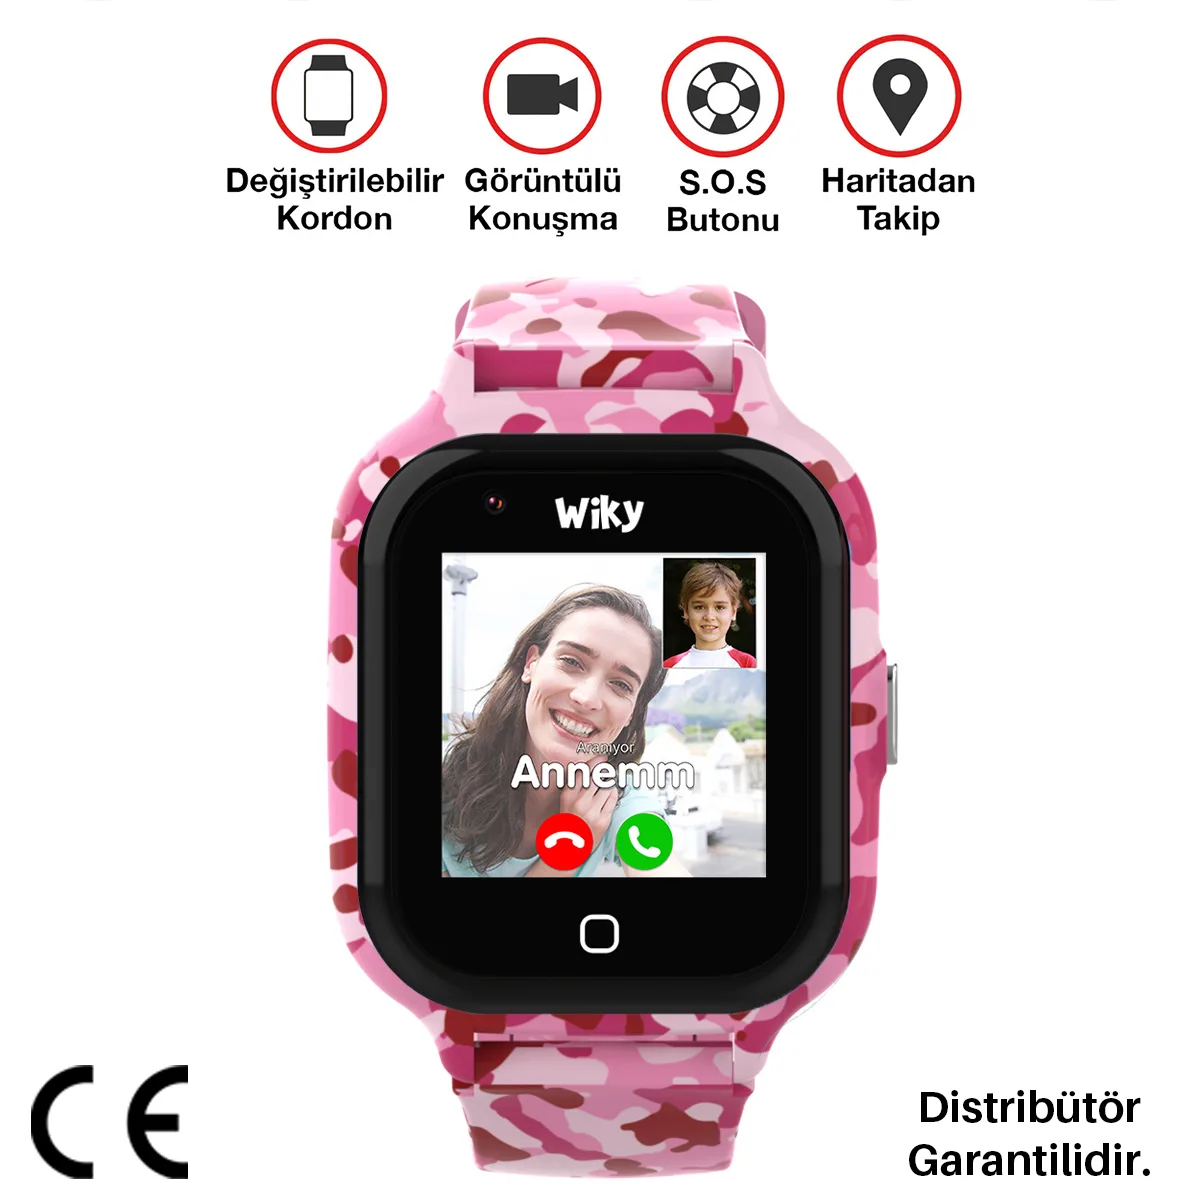 Değiştirilebilir
Kordon
Görüntülü
Konuşma
S.O.S
Butonu
Haritadan
Takip
Wiky
Aranıyor
Annemm
CE
Distribütör
Garantilidir.